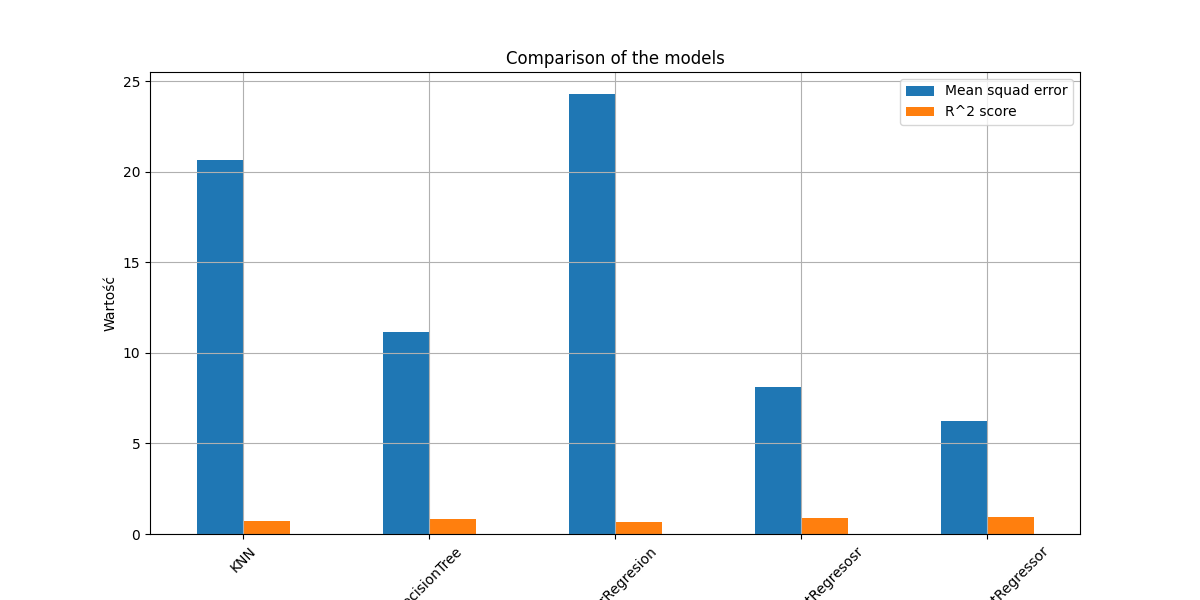 Comparison of the models
Mean squad error
R^2 score
Wartość
25
20
15
10
5
0
KNN
cisionTree
rRegresion
tRegresosr
tRegressor